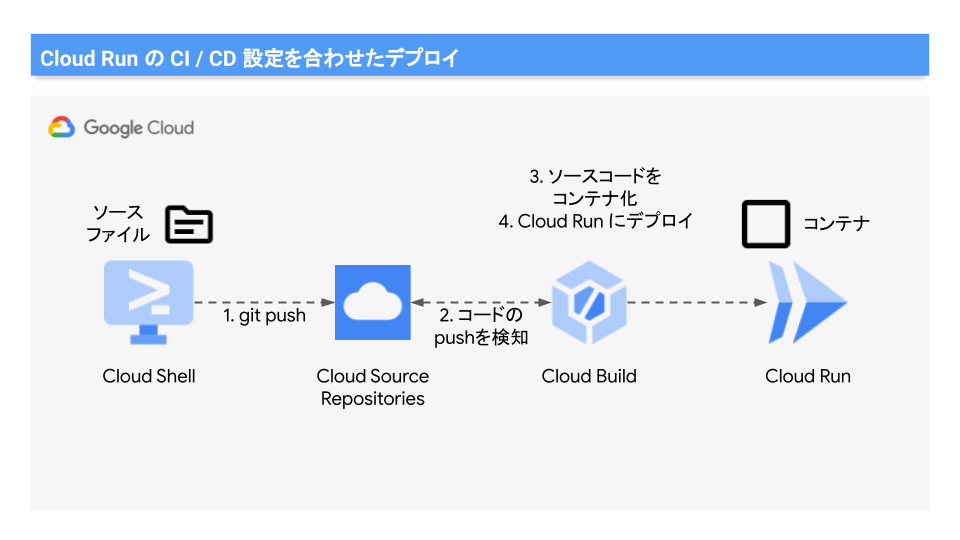 Cloud Run の CI / CD 設定を合わせたデプロイ
Google Cloud
3. ソースコードを
コンテナ化
4. Cloud Run にデプロイ
ソース
ファイル
コンテナ
1. git push
2. コードの
pushを検知
Cloud Shell
Cloud Source
Repositories
Cloud Build
Cloud Run